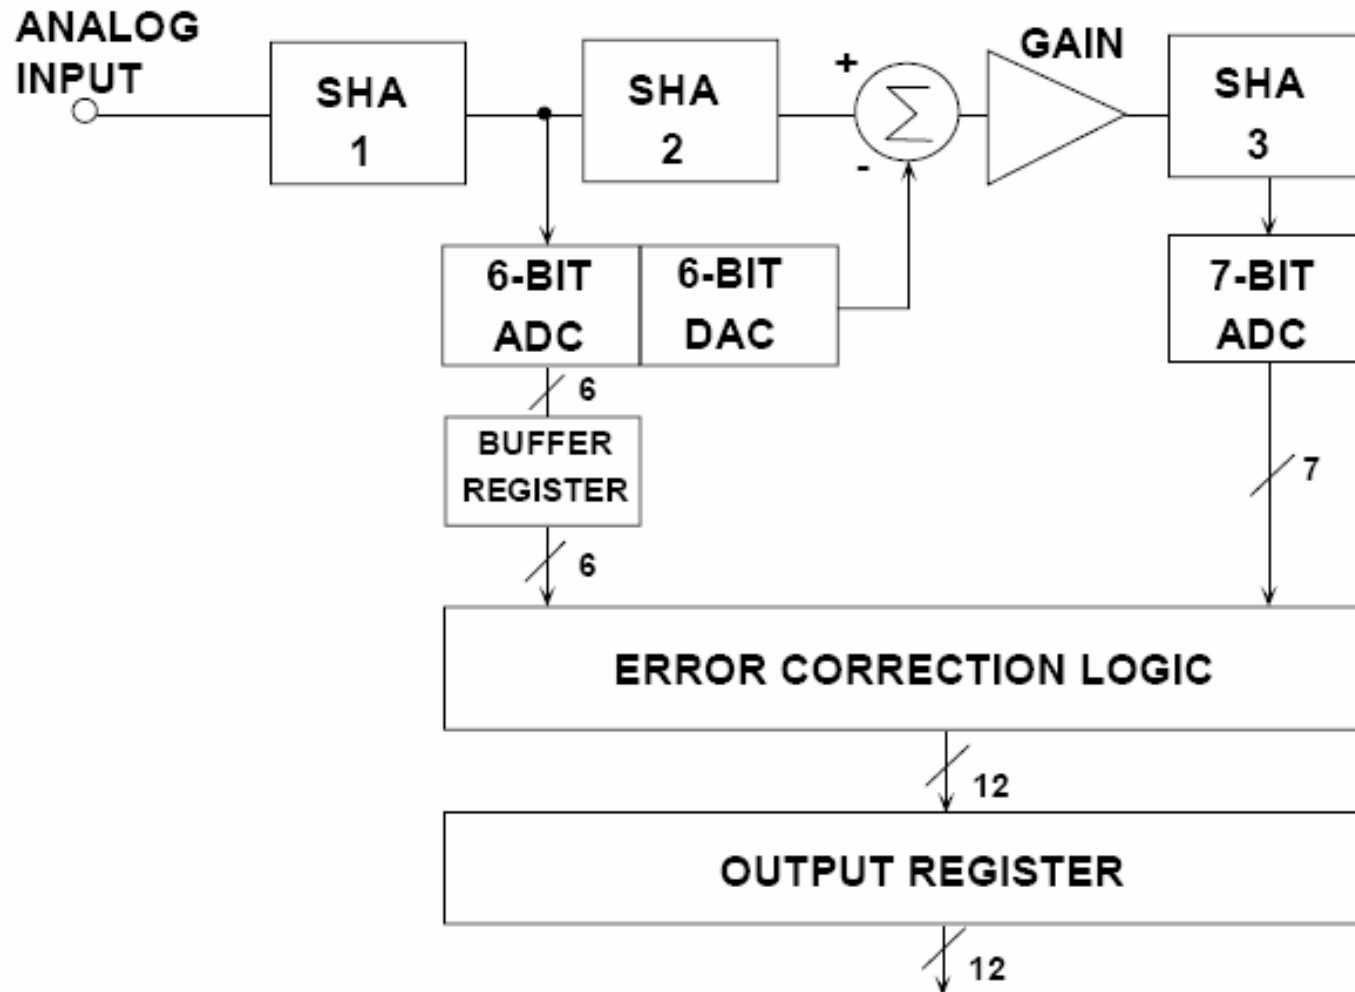 ANALOG
INPUT
SHA
1
SHA
2
+
Σ
-
GAIN
SHA
3
6-BIT
ADC
6-BIT
DAC
7-BIT
ADC
6
BUFFER
REGISTER
6
7
ERROR CORRECTION LOGIC
12
OUTPUT REGISTER
12